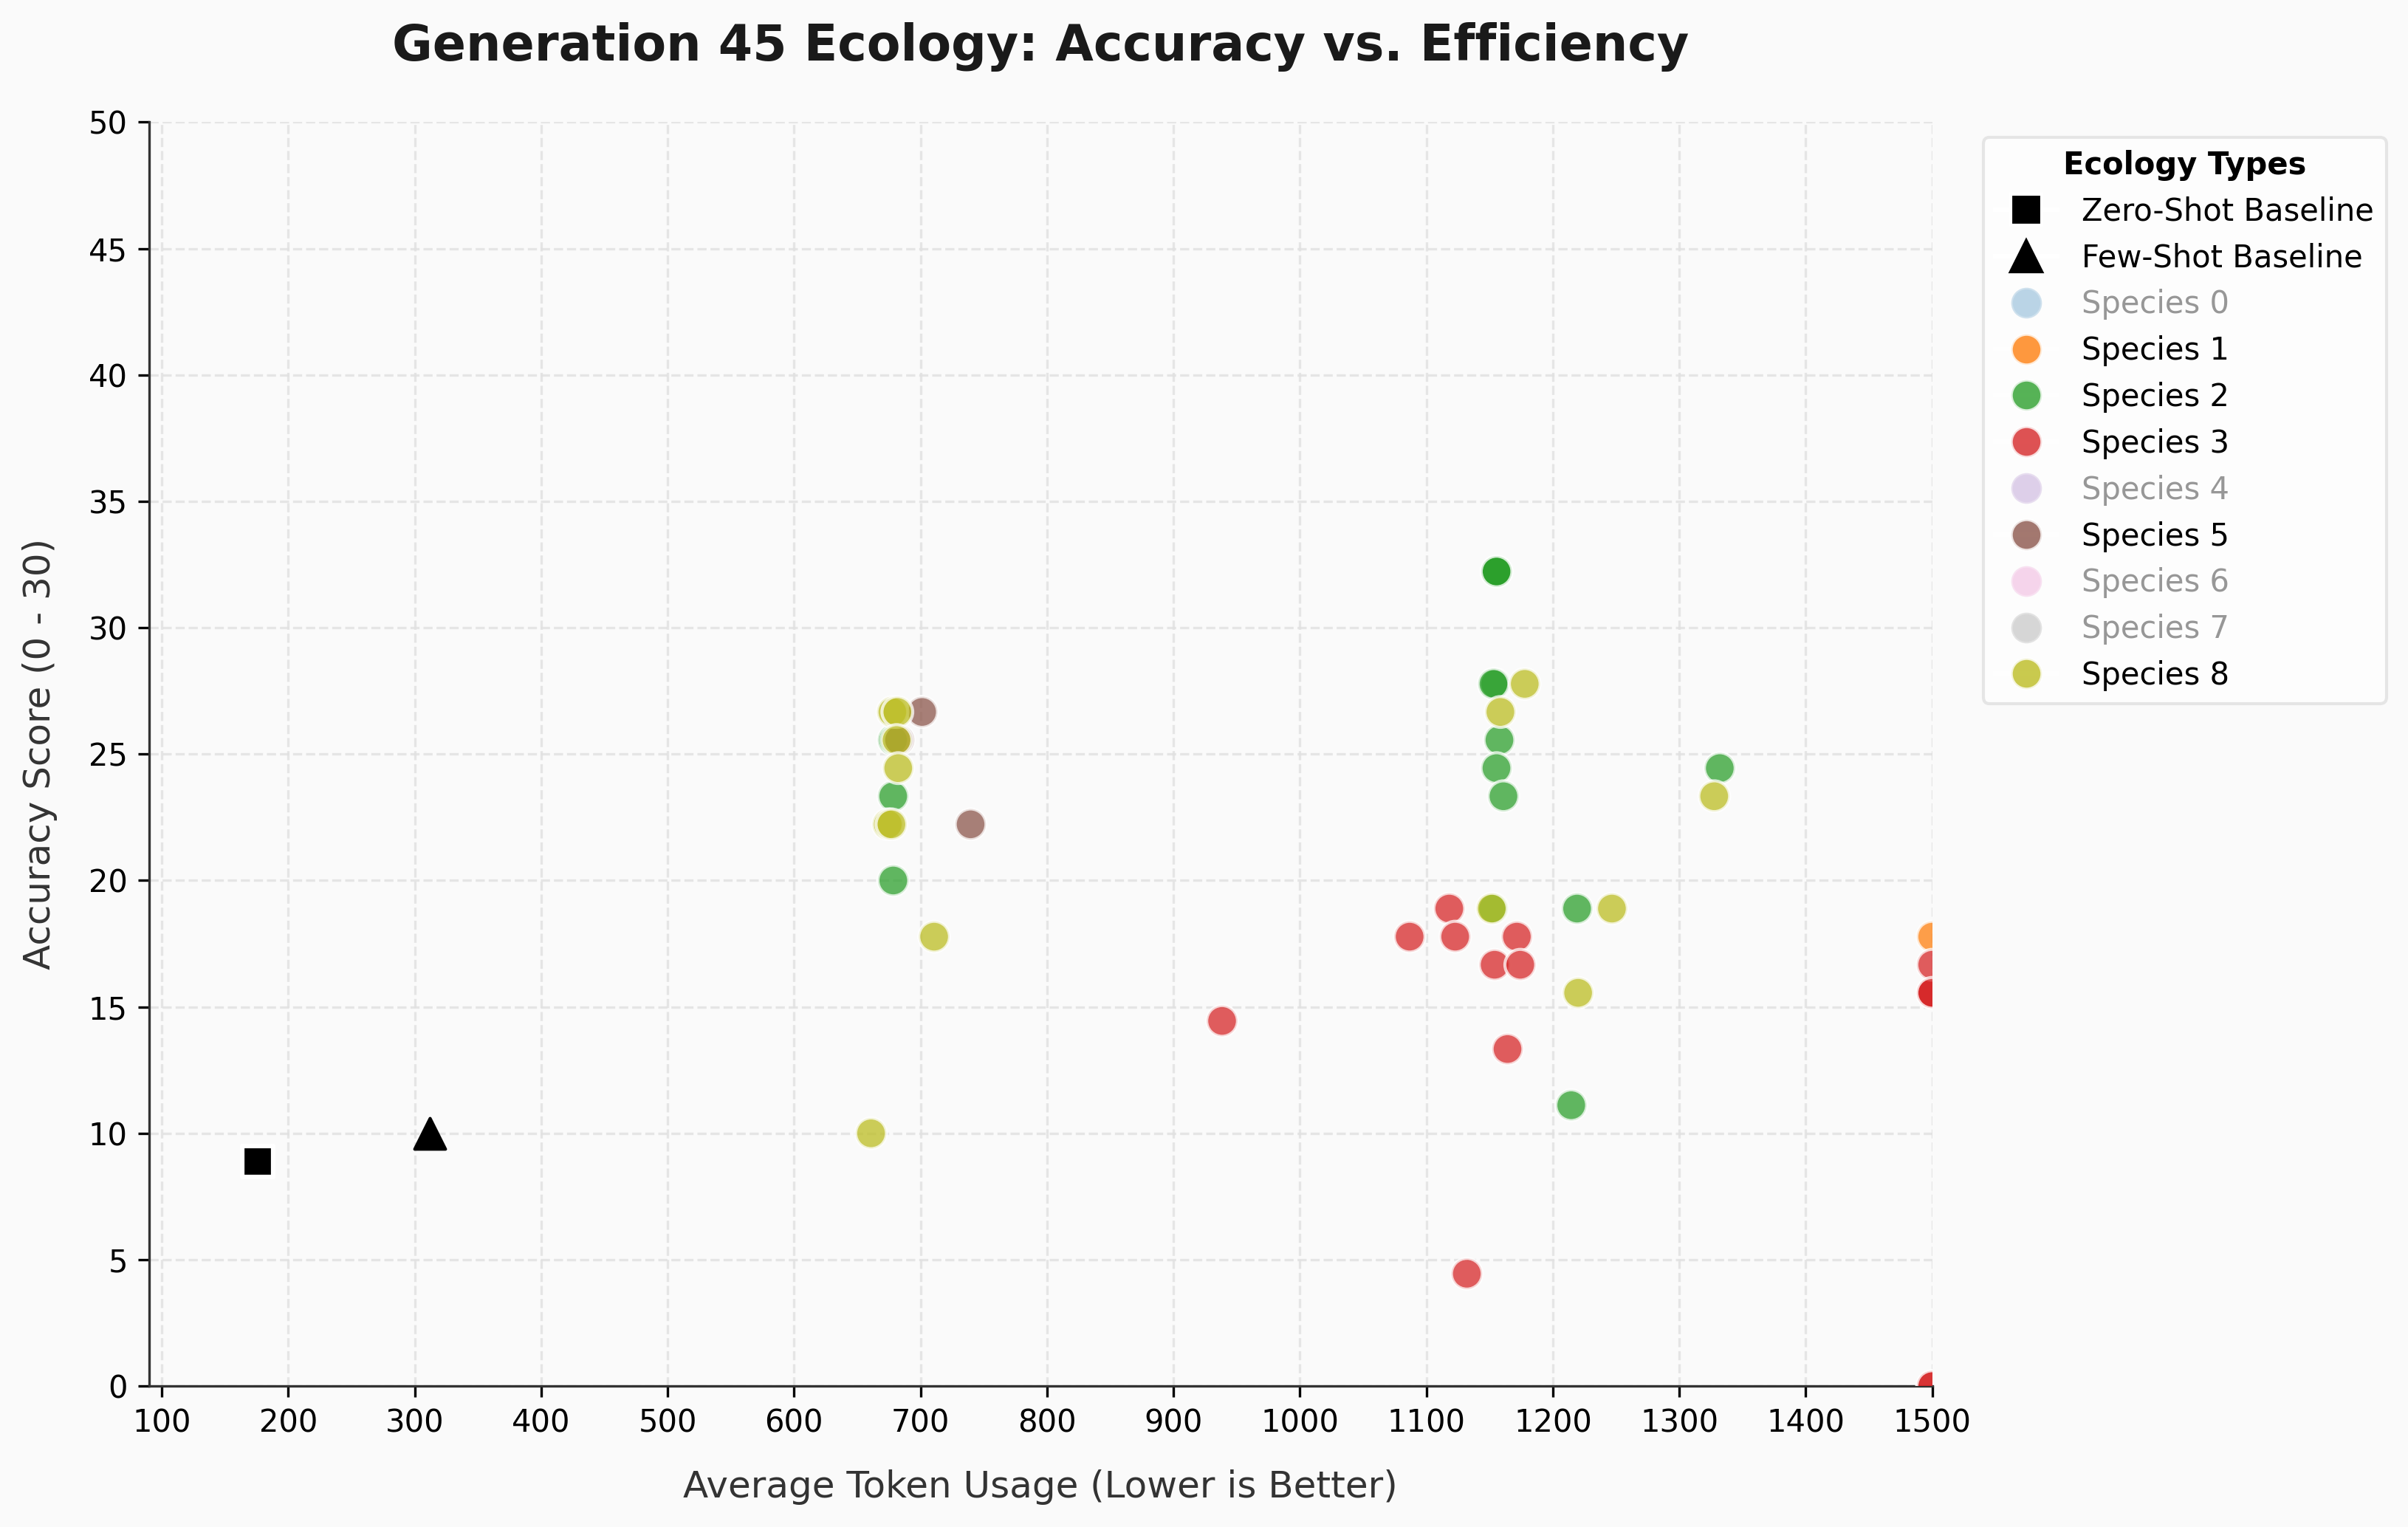 Generation 45 Ecology: Accuracy vs. Efficiency
50
45
40
35
30
25
20
15
10
5
0
Accuracy Score (0 - 30)
100 200 300 400 500 600 700 800 900 1000 1100 1200 1300 1400 1500
Average Token Usage (Lower is Better)
Ecology Types
Zero-Shot Baseline
Few-Shot Baseline
Species 0
Species 1
Species 2
Species 3
Species 4
Species 5
Species 6
Species 7
Species 8